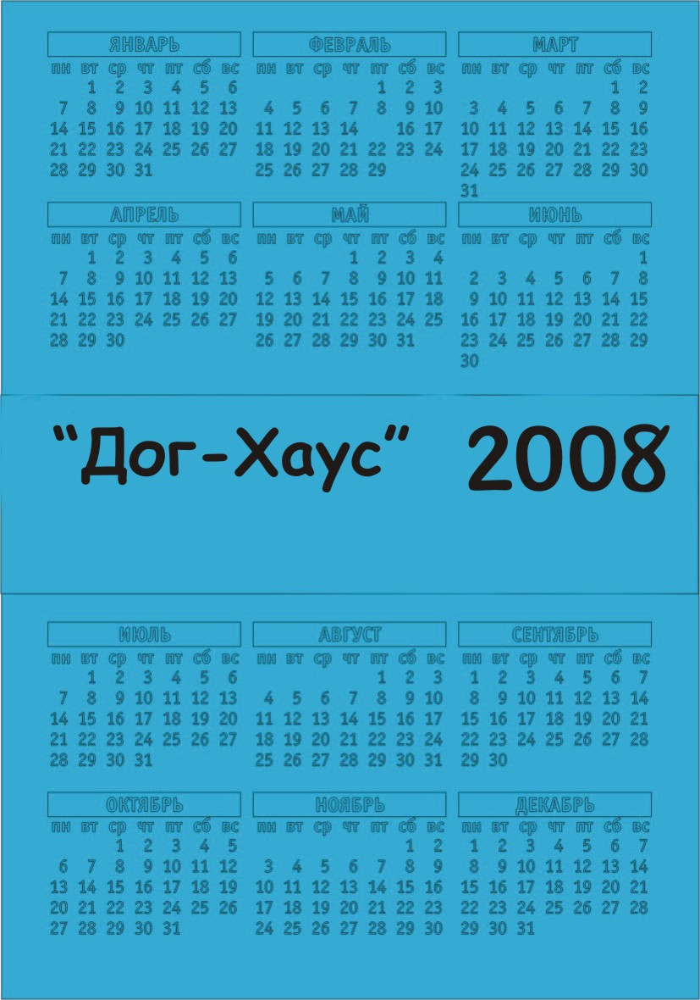 ЯНВАРЬ ФЕВРАЛЬ МАРТ
пн вт ср чт пт сб вс пн вт ср чт пт сб вс пн вт ср чт пт сб вс
1 2 3 4 5 6 1 2 3 1 2
7 8 9 10 11 12 13 4 5 6 7 8 9 10 3 4 5 6 7 8 9
14 15 16 17 18 19 20 11 12 13 14 16 17 10 11 12 13 14 15 16
21 22 23 24 25 26 27 18 19 20 21 22 23 24 17 18 19 20 21 22 23
28 29 30 31 25 26 27 28 29 24 25 26 27 28 29 30
31
АПРЕЛЬ МАЙ ИЮНЬ
пн вт ср чт пт сб вс пн вт ср чт пт сб вс пн вт ср чт пт сб вс
1 2 3 4 5 6 1 2 3 4 1
7 8 9 10 11 12 13 5 6 7 8 9 10 11 2 3 4 5 6 7 8
14 15 16 17 18 19 20 12 13 14 15 16 17 18 9 10 11 12 13 14 15
21 22 23 24 25 26 27 19 20 21 22 23 24 25 16 17 18 19 20 21 22
28 29 30 26 27 28 29 30 31 23 24 25 26 27 28 29
30
“Дог-Хаус” 2008
ИЮЛЬ АВГУСТ СЕНТЯБРЬ
пн вт ср чт пт сб вс пн вт ср чт пт сб вс пн вт ср чт пт сб вс
1 2 3 4 5 6 1 2 3 1 2 3 4 5 6 7
7 8 9 10 11 12 13 4 5 6 7 8 9 10 8 9 10 11 12 13 14
14 15 16 17 18 19 20 11 12 13 14 15 16 17 15 16 17 18 19 20 21
21 22 23 24 25 26 27 18 19 20 21 22 23 24 22 23 24 25 26 27 28
28 29 30 31 25 26 27 28 29 30 31 29 30
ОКТЯБРЬ НОЯБРЬ ДЕКАБРЬ
пн вт ср чт пт сб вс пн вт ср чт пт сб вс пн вт ср чт пт сб вс
1 2 3 4 5 1 2 1 2 3 4 5 6 7
6 7 8 9 10 11 12 3 4 5 6 7 8 9 8 9 10 11 12 13 14
13 14 15 16 17 18 19 10 11 12 13 14 15 16 15 16 17 18 19 20 21
20 21 22 23 24 25 26 17 18 19 20 21 22 23 22 23 24 25 26 27 28
27 28 29 30 31 24 25 26 27 28 29 30 29 30 31